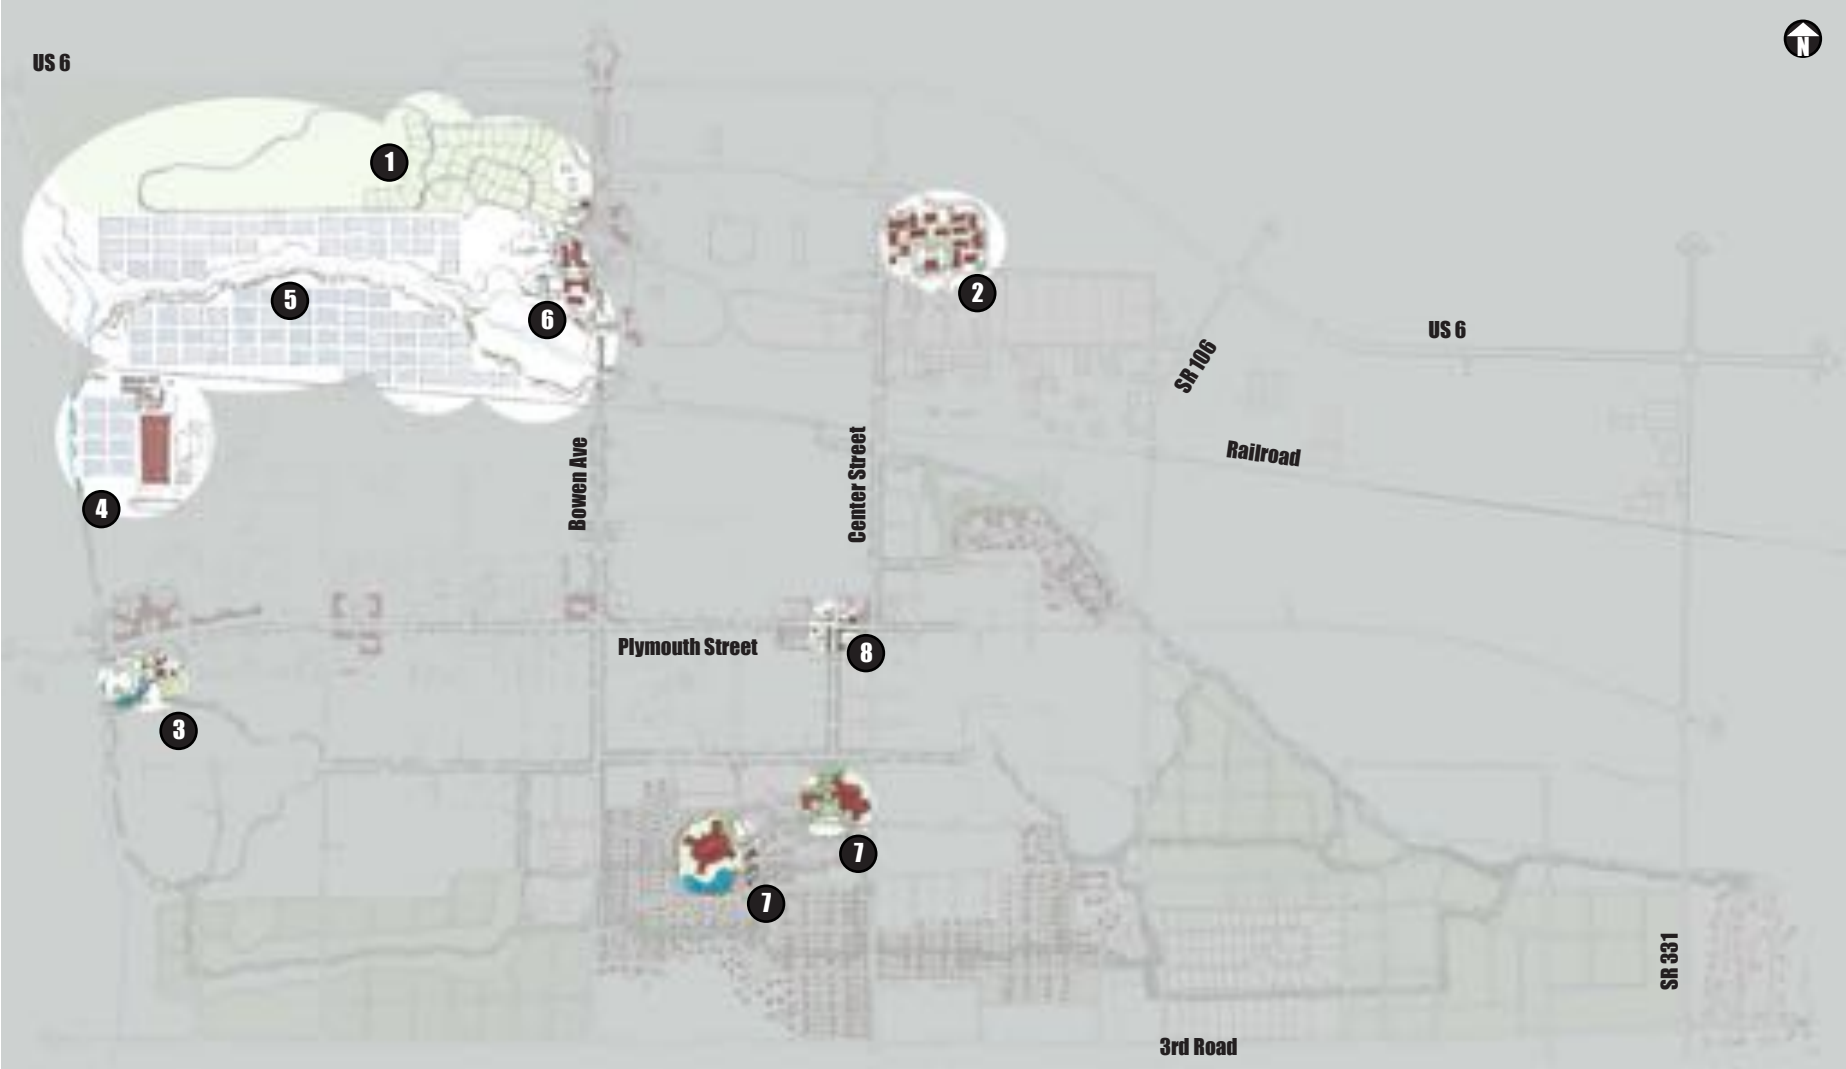 N
US 6
1
2
5
6
US 6
SR 106
Bowen Ave
Center Street
Railroad
4
Plymouth Street
8
3
7
7
SR 331
3rd Road